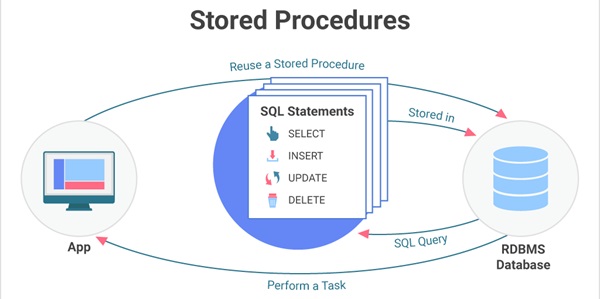 Stored Procedures
Reuse a Stored Procedure
SQL Statements
SELECT
INSERT
UPDATE
DELETE
Stored in
SQL Query
App
RDBMS
Database
Perform a Task